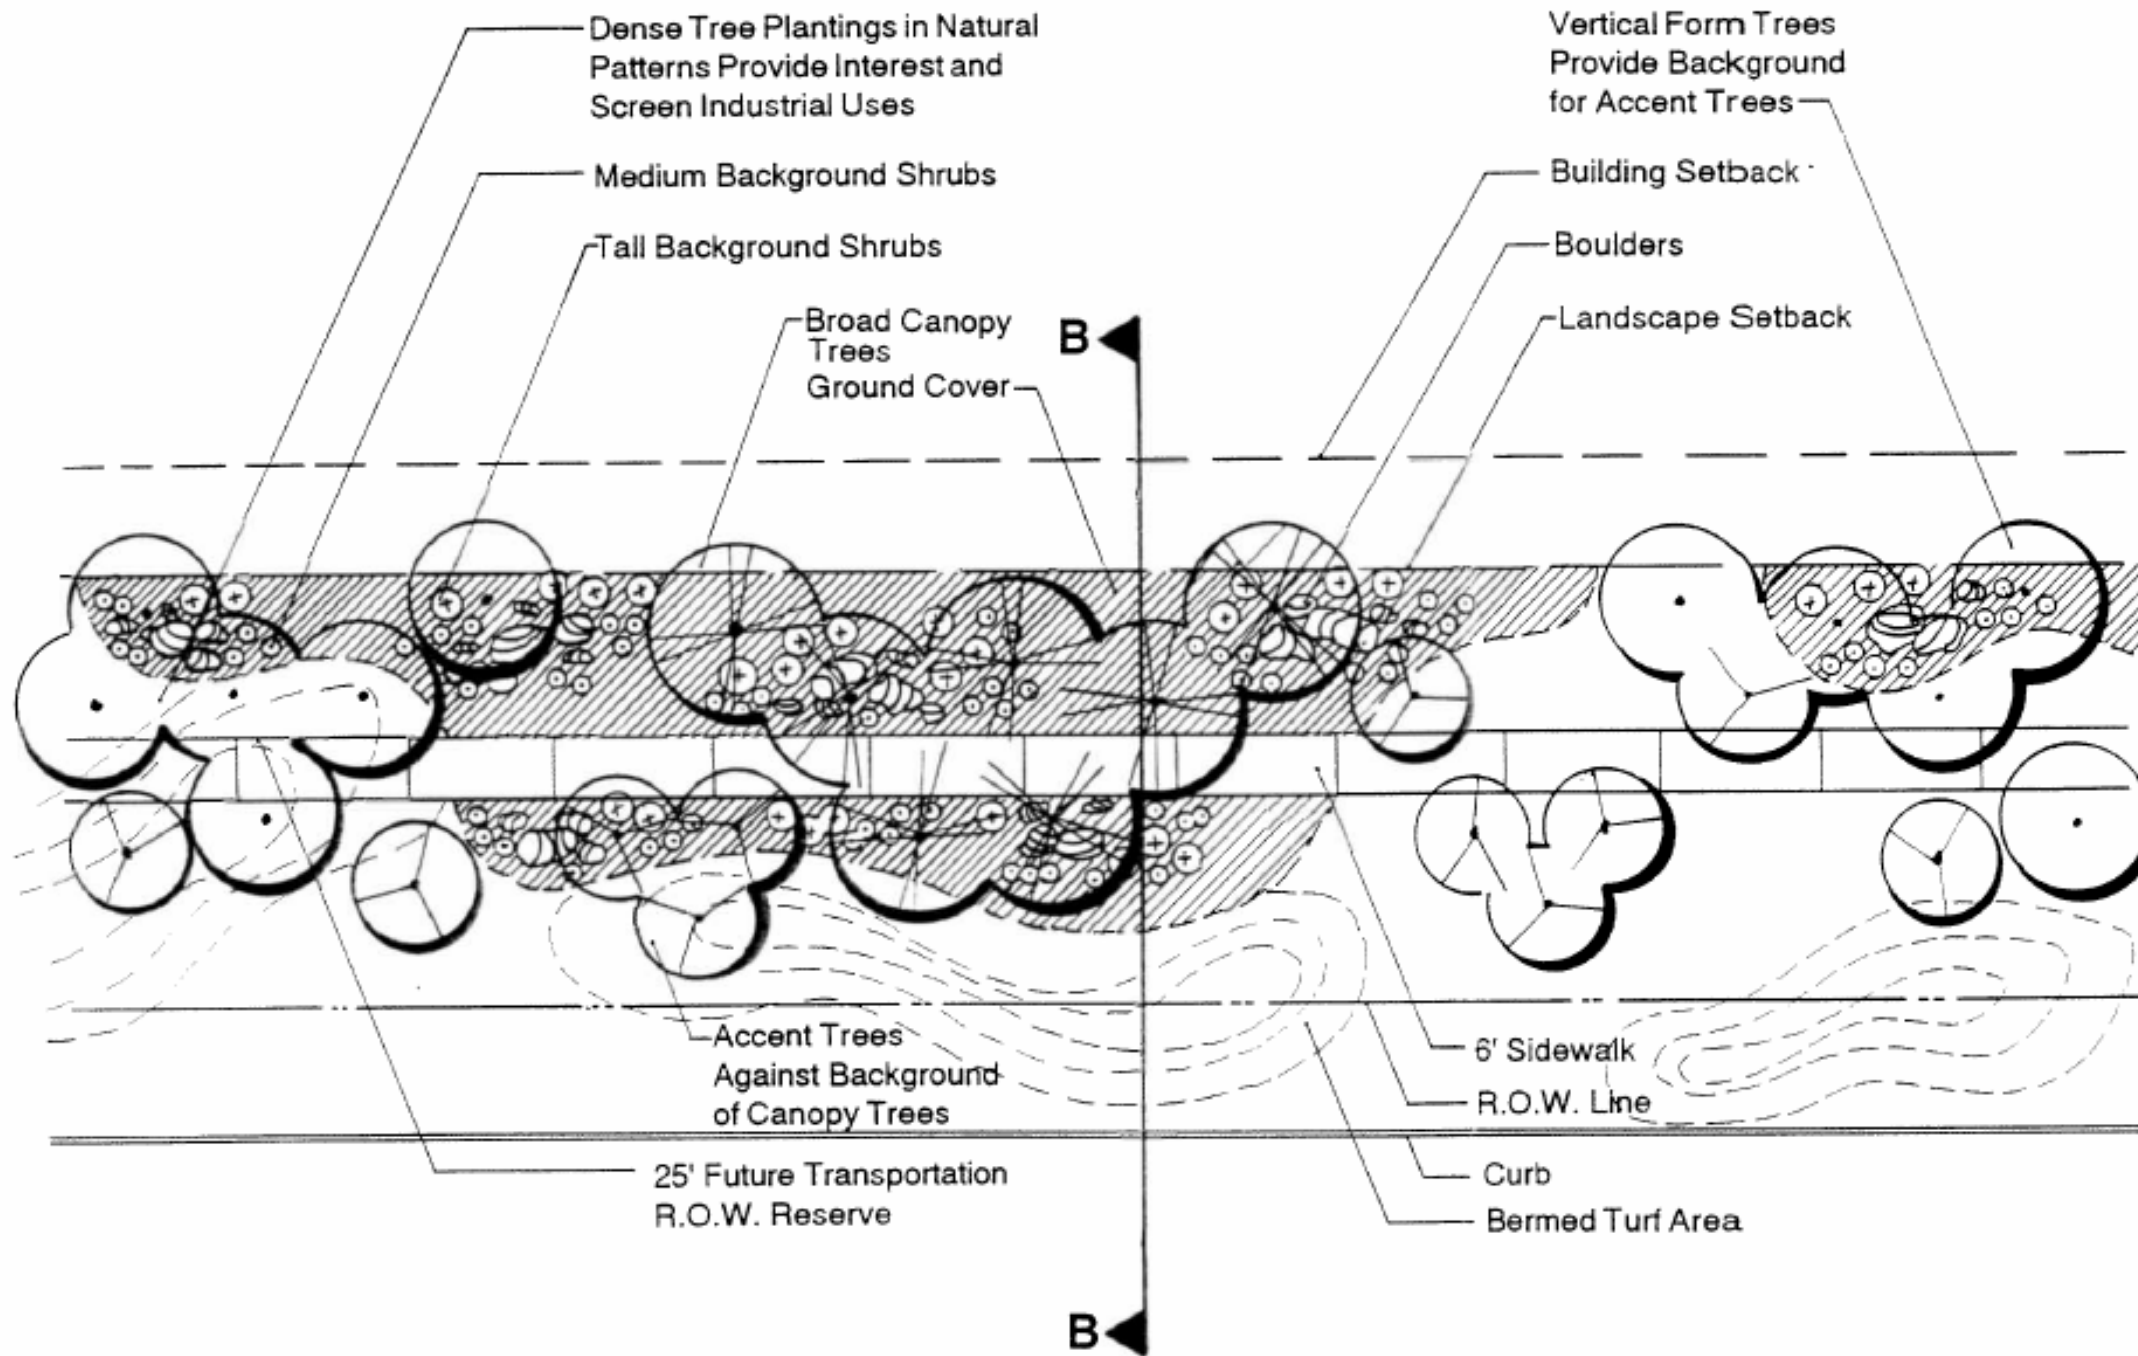 Dense Tree Plantings in Natural
Patterns Provide Interest and
Screen Industrial Uses
Medium Background Shrubs
Tall Background Shrubs
Broad Canopy
Trees
Ground Cover
B
Vertical Form Trees
Provide Background
for Accent Trees
Building Setback
Boulders
Landscape Setback
Accent Trees
Against Background
of Canopy Trees
25' Future Transportation
R.O.W. Reserve
6' Sidewalk
R.O.W. Line
Curb
Bermed Turf Area
B